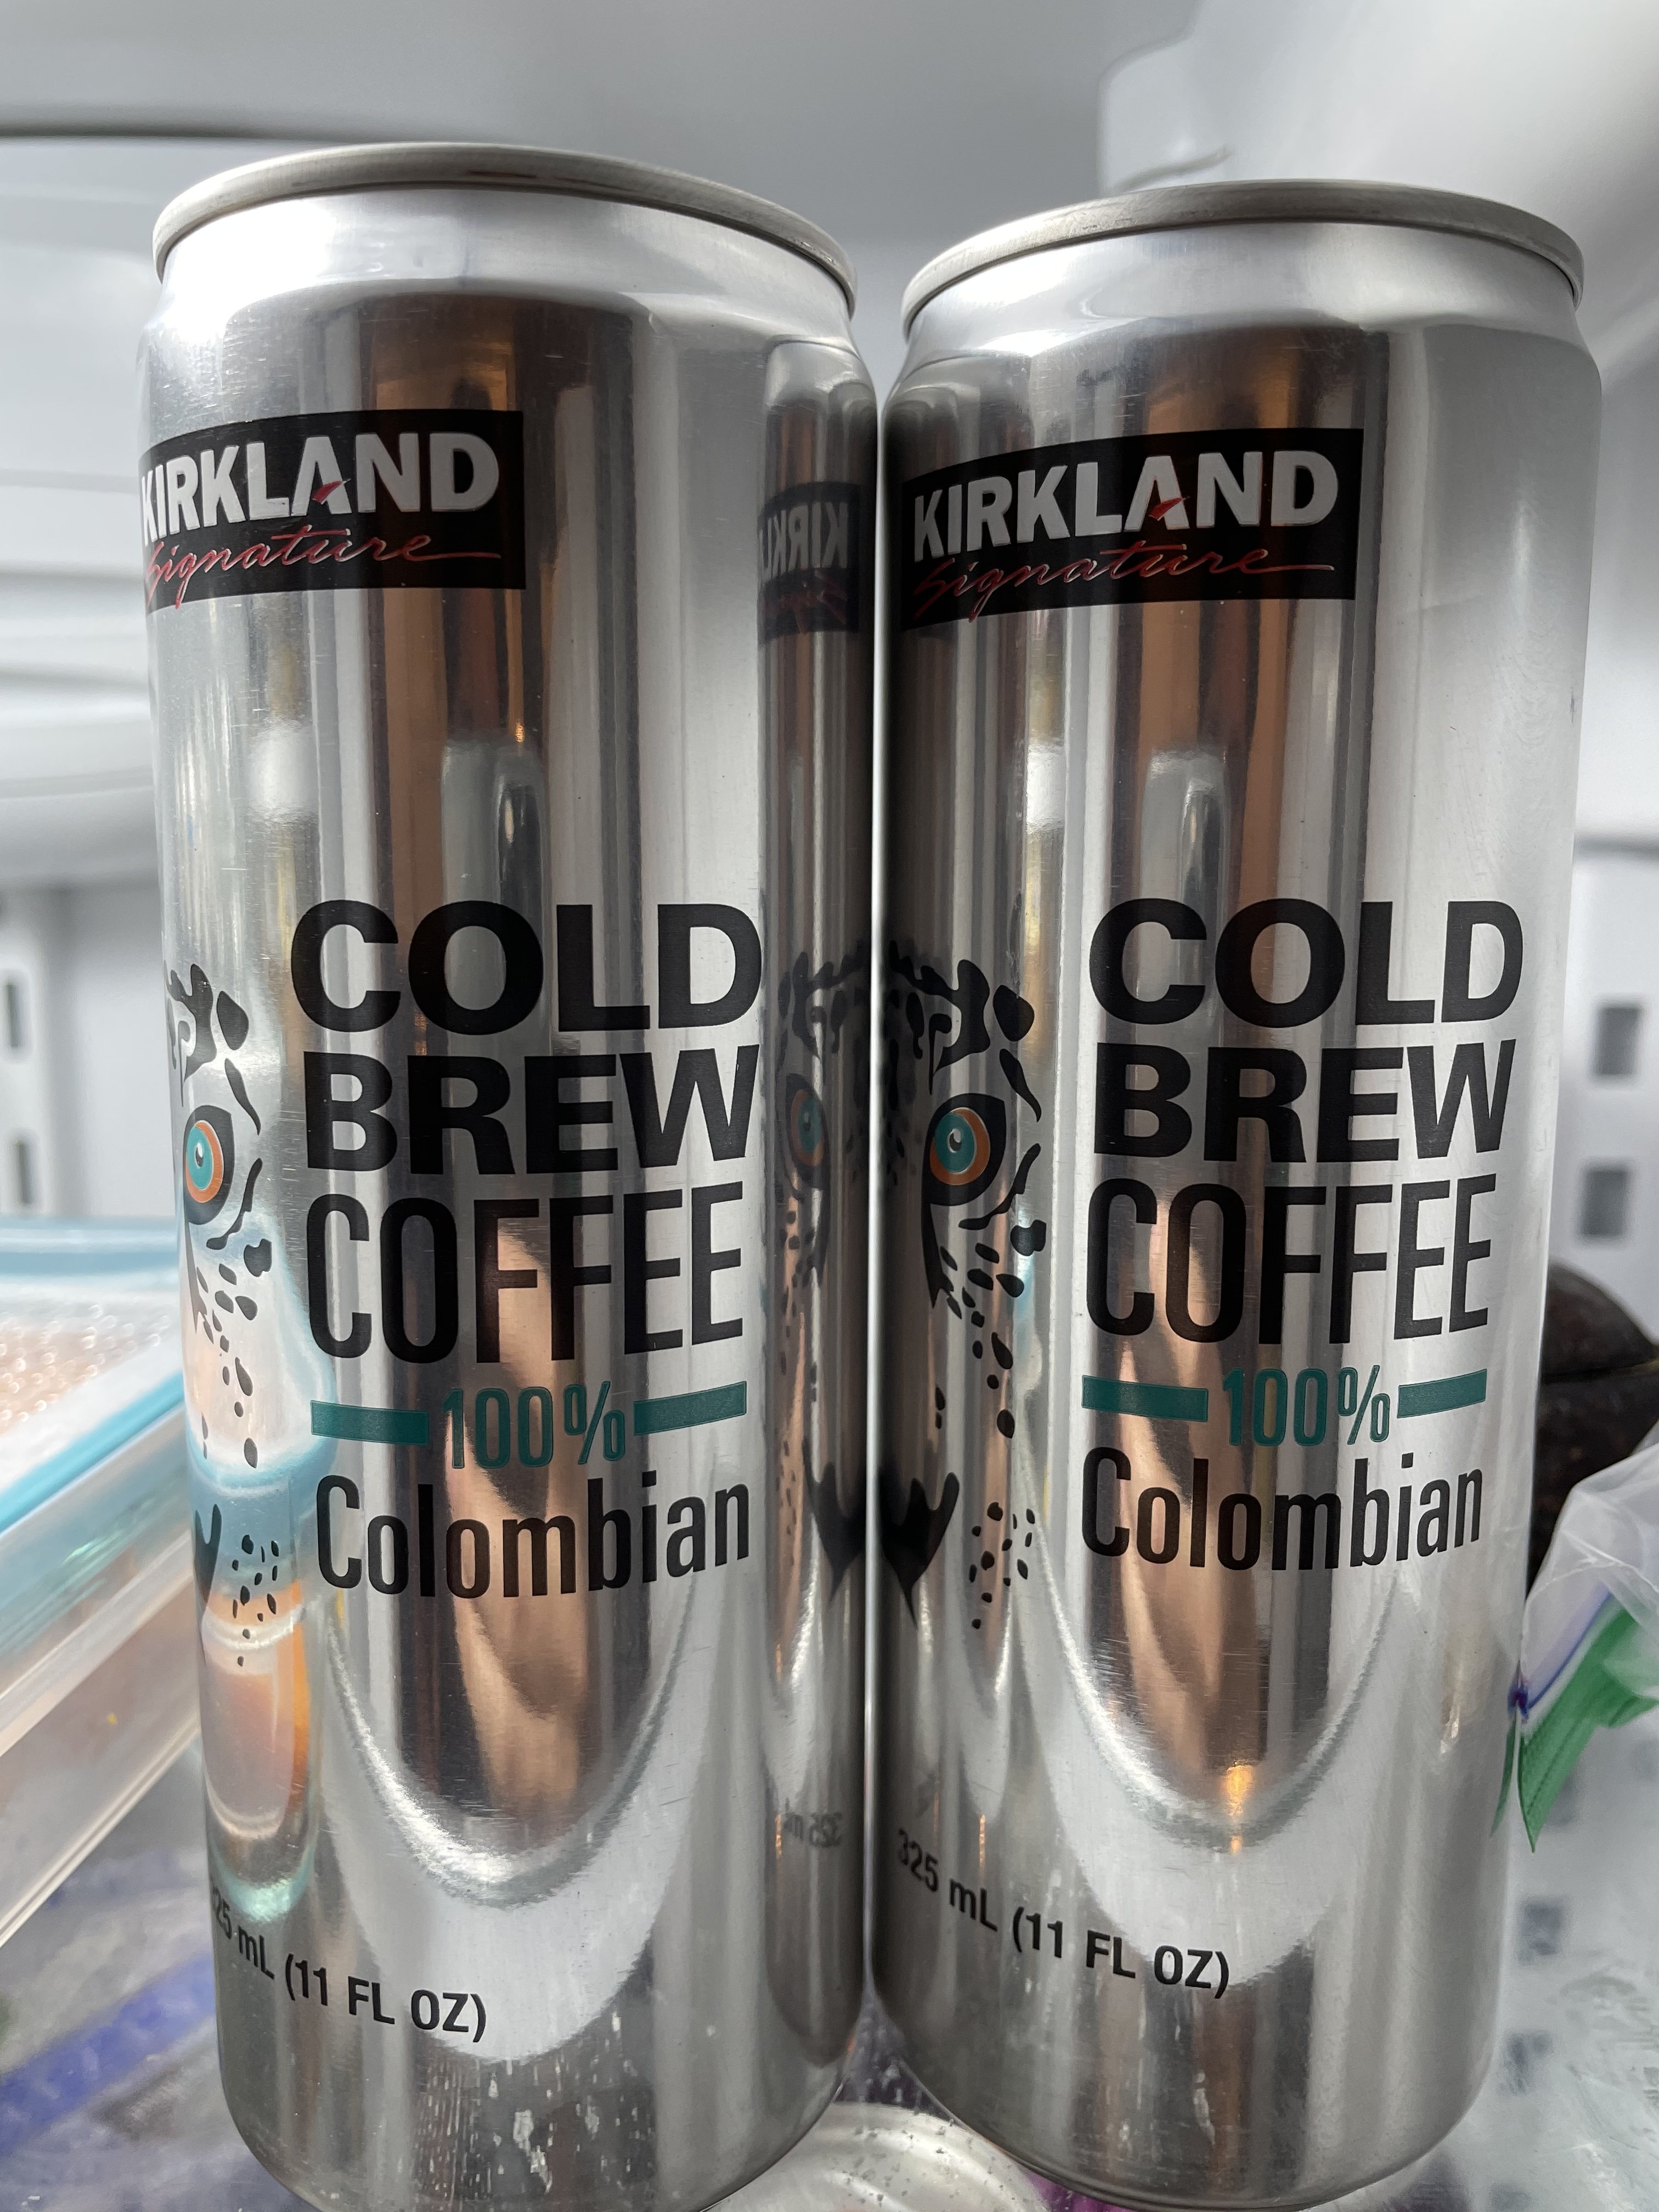 KIRKLAND
Signature
COLD
BREW
COFFEE
100%
Colombian
325 mL (11 FL OZ)
KIRKLAND
Signature
COLD
BREW
COFFEE
100%
Colombian
325 mL (11 FL OZ)